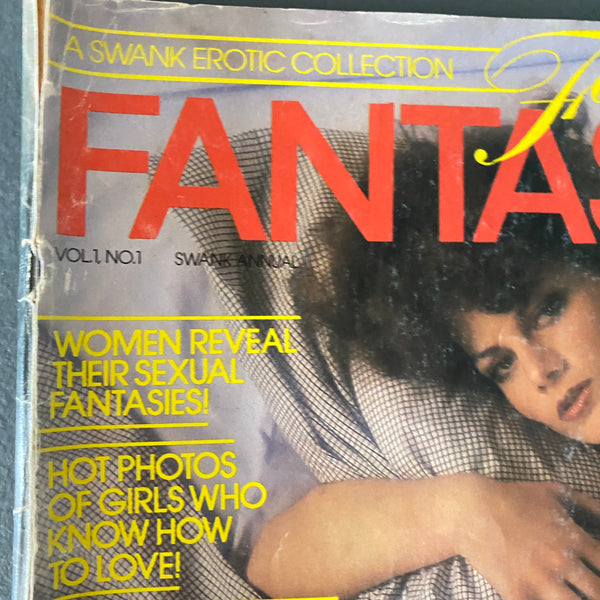 A SWANK EROTIC COLLECTION
FANTAS
VOL.1, NO.1 SWANK ANNUAL
WOMEN REVEAL
THEIR SEXUAL
FANTASIES!
HOT PHOTOS
OF GIRLS WHO
KNOW HOW
TO LOVE!